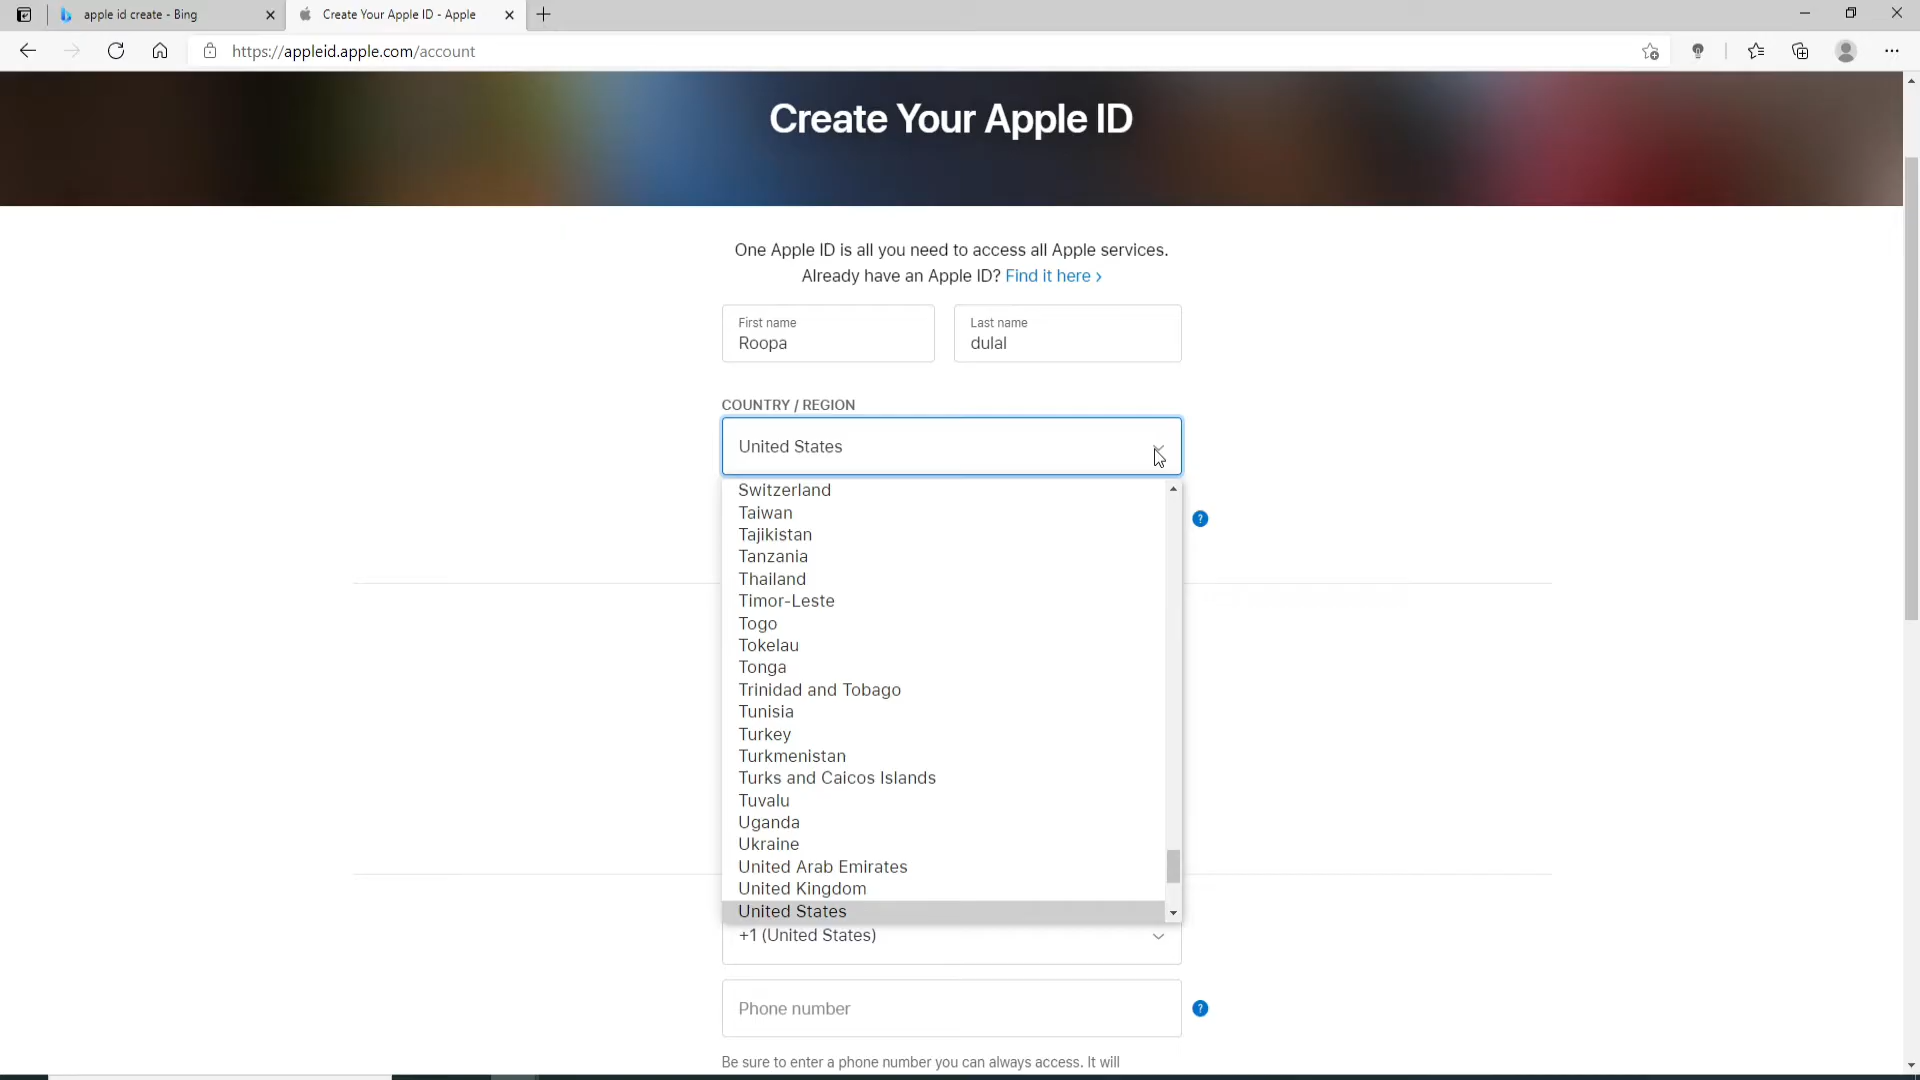 apple id create - Bing
Create Your Apple ID - Apple
https://appleid.apple.com/account
Create Your Apple ID
One Apple ID is all you need to access all Apple services.
Already have an Apple ID? Find it here ›
First name
Roopa
Last name
dulal
COUNTRY / REGION
United States
Switzerland
Taiwan
Tajikistan
Tanzania
Thailand
Timor-Leste
Togo
Tokelau
Tonga
Trinidad and Tobago
Tunisia
Turkey
Turkmenistan
Turks and Caicos Islands
Tuvalu
Uganda
Ukraine
United Arab Emirates
United Kingdom
United States
+1 (United States)
Phone number
Be sure to enter a phone number you can always access. It will